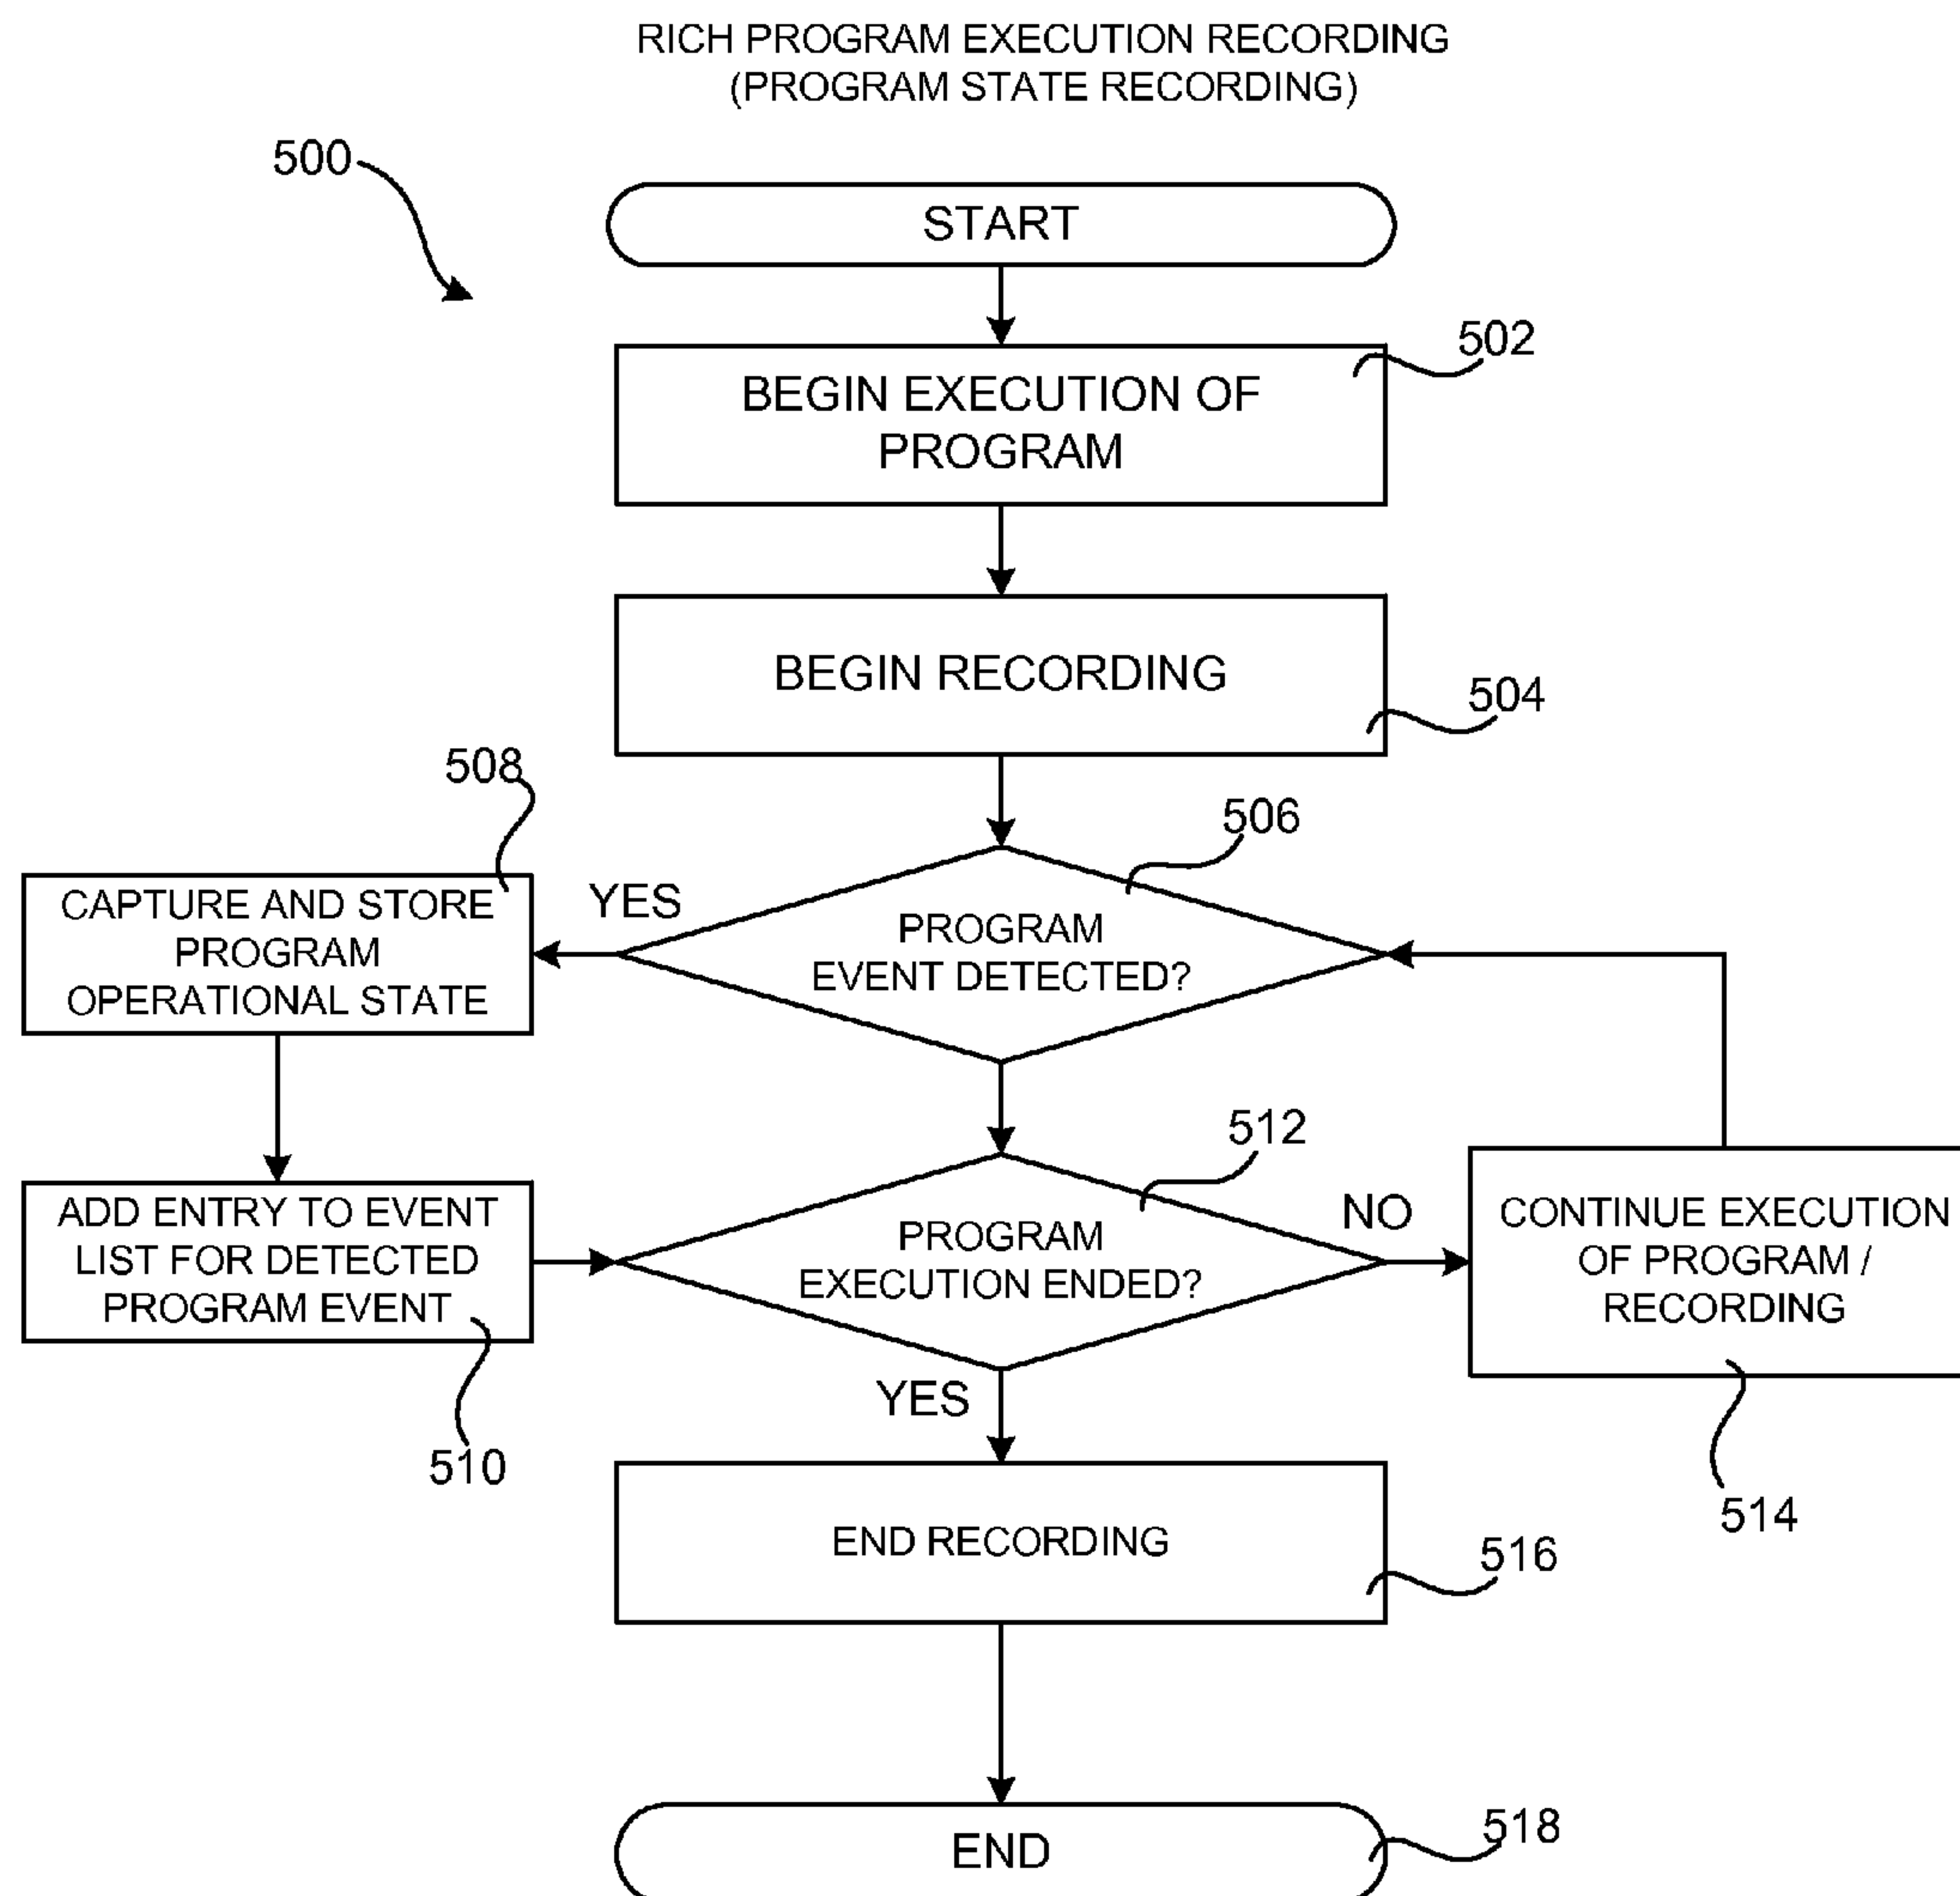 RICH PROGRAM EXECUTION RECORDING
(PROGRAM STATE RECORDING)
500
START
502
BEGIN EXECUTION OF
PROGRAM
BEGIN RECORDING
504
508
506
CAPTURE AND STORE
PROGRAM
OPERATIONAL STATE
YES
PROGRAM
EVENT DETECTED?
512
ADD ENTRY TO EVENT
LIST FOR DETECTED
PROGRAM EVENT
510
PROGRAM
EXECUTION ENDED?
NO
CONTINUE EXECUTION
OF PROGRAM /
RECORDING
514
YES
END RECORDING
516
END
518